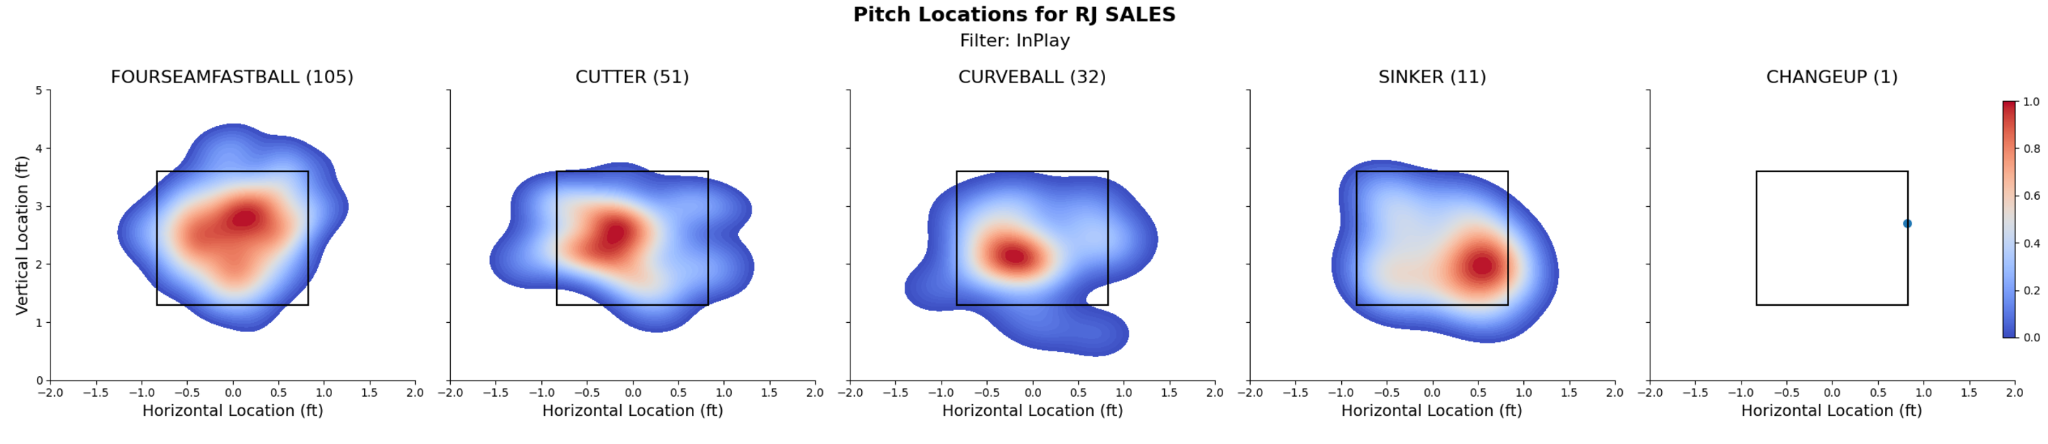 Pitch Locations for RJ SALES
Filter: InPlay
FOURSEAMFASTBALL (105)
CUTTER (51)
CURVEBALL (32)
SINKER (11)
CHANGEUP (1)
Vertical Location (ft)
5
4
3
2
1
0
−2.0 −1.5 −1.0 −0.5 0.0 0.5 1.0 1.5 2.0
Horizontal Location (ft)
−2.0 −1.5 −1.0 −0.5 0.0 0.5 1.0 1.5 2.0
Horizontal Location (ft)
−2.0 −1.5 −1.0 −0.5 0.0 0.5 1.0 1.5 2.0
Horizontal Location (ft)
−2.0 −1.5 −1.0 −0.5 0.0 0.5 1.0 1.5 2.0
Horizontal Location (ft)
−2.0 −1.5 −1.0 −0.5 0.0 0.5 1.0 1.5 2.0
Horizontal Location (ft)
1.0
0.8
0.6
0.4
0.2
0.0